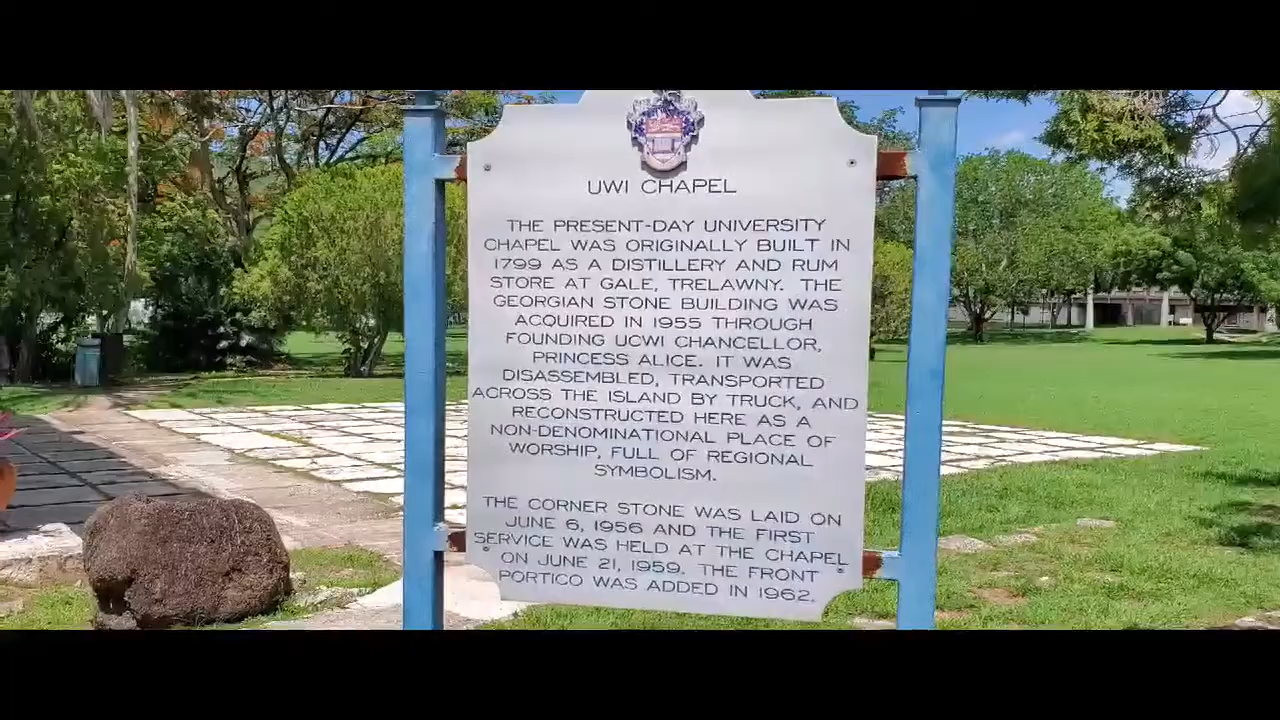 UWI CHAPEL
THE PRESENT-DAY UNIVERSITY
CHAPEL WAS ORIGINALLY BUILT IN
1799 AS A DISTILLERY AND RUM
STORE AT GALE, TRELAWNY. THE
GEORGIAN STONE BUILDING WAS
ACQUIRED IN 1955 THROUGH
FOUNDING UCWI CHANCELLOR,
PRINCESS ALICE. IT WAS
DISASSEMBLED, TRANSPORTED
ACROSS THE ISLAND BY TRUCK, AND
RECONSTRUCTED HERE AS A
NON-DENOMINATIONAL PLACE OF
WORSHIP, FULL OF REGIONAL
SYMBOLISM.
THE CORNER STONE WAS LAID ON
JUNE 6, 1956 AND THE FIRST
SERVICE WAS HELD AT THE CHAPEL
ON JUNE 21, 1959. THE FRONT
PORTICO WAS ADDED IN 1962.